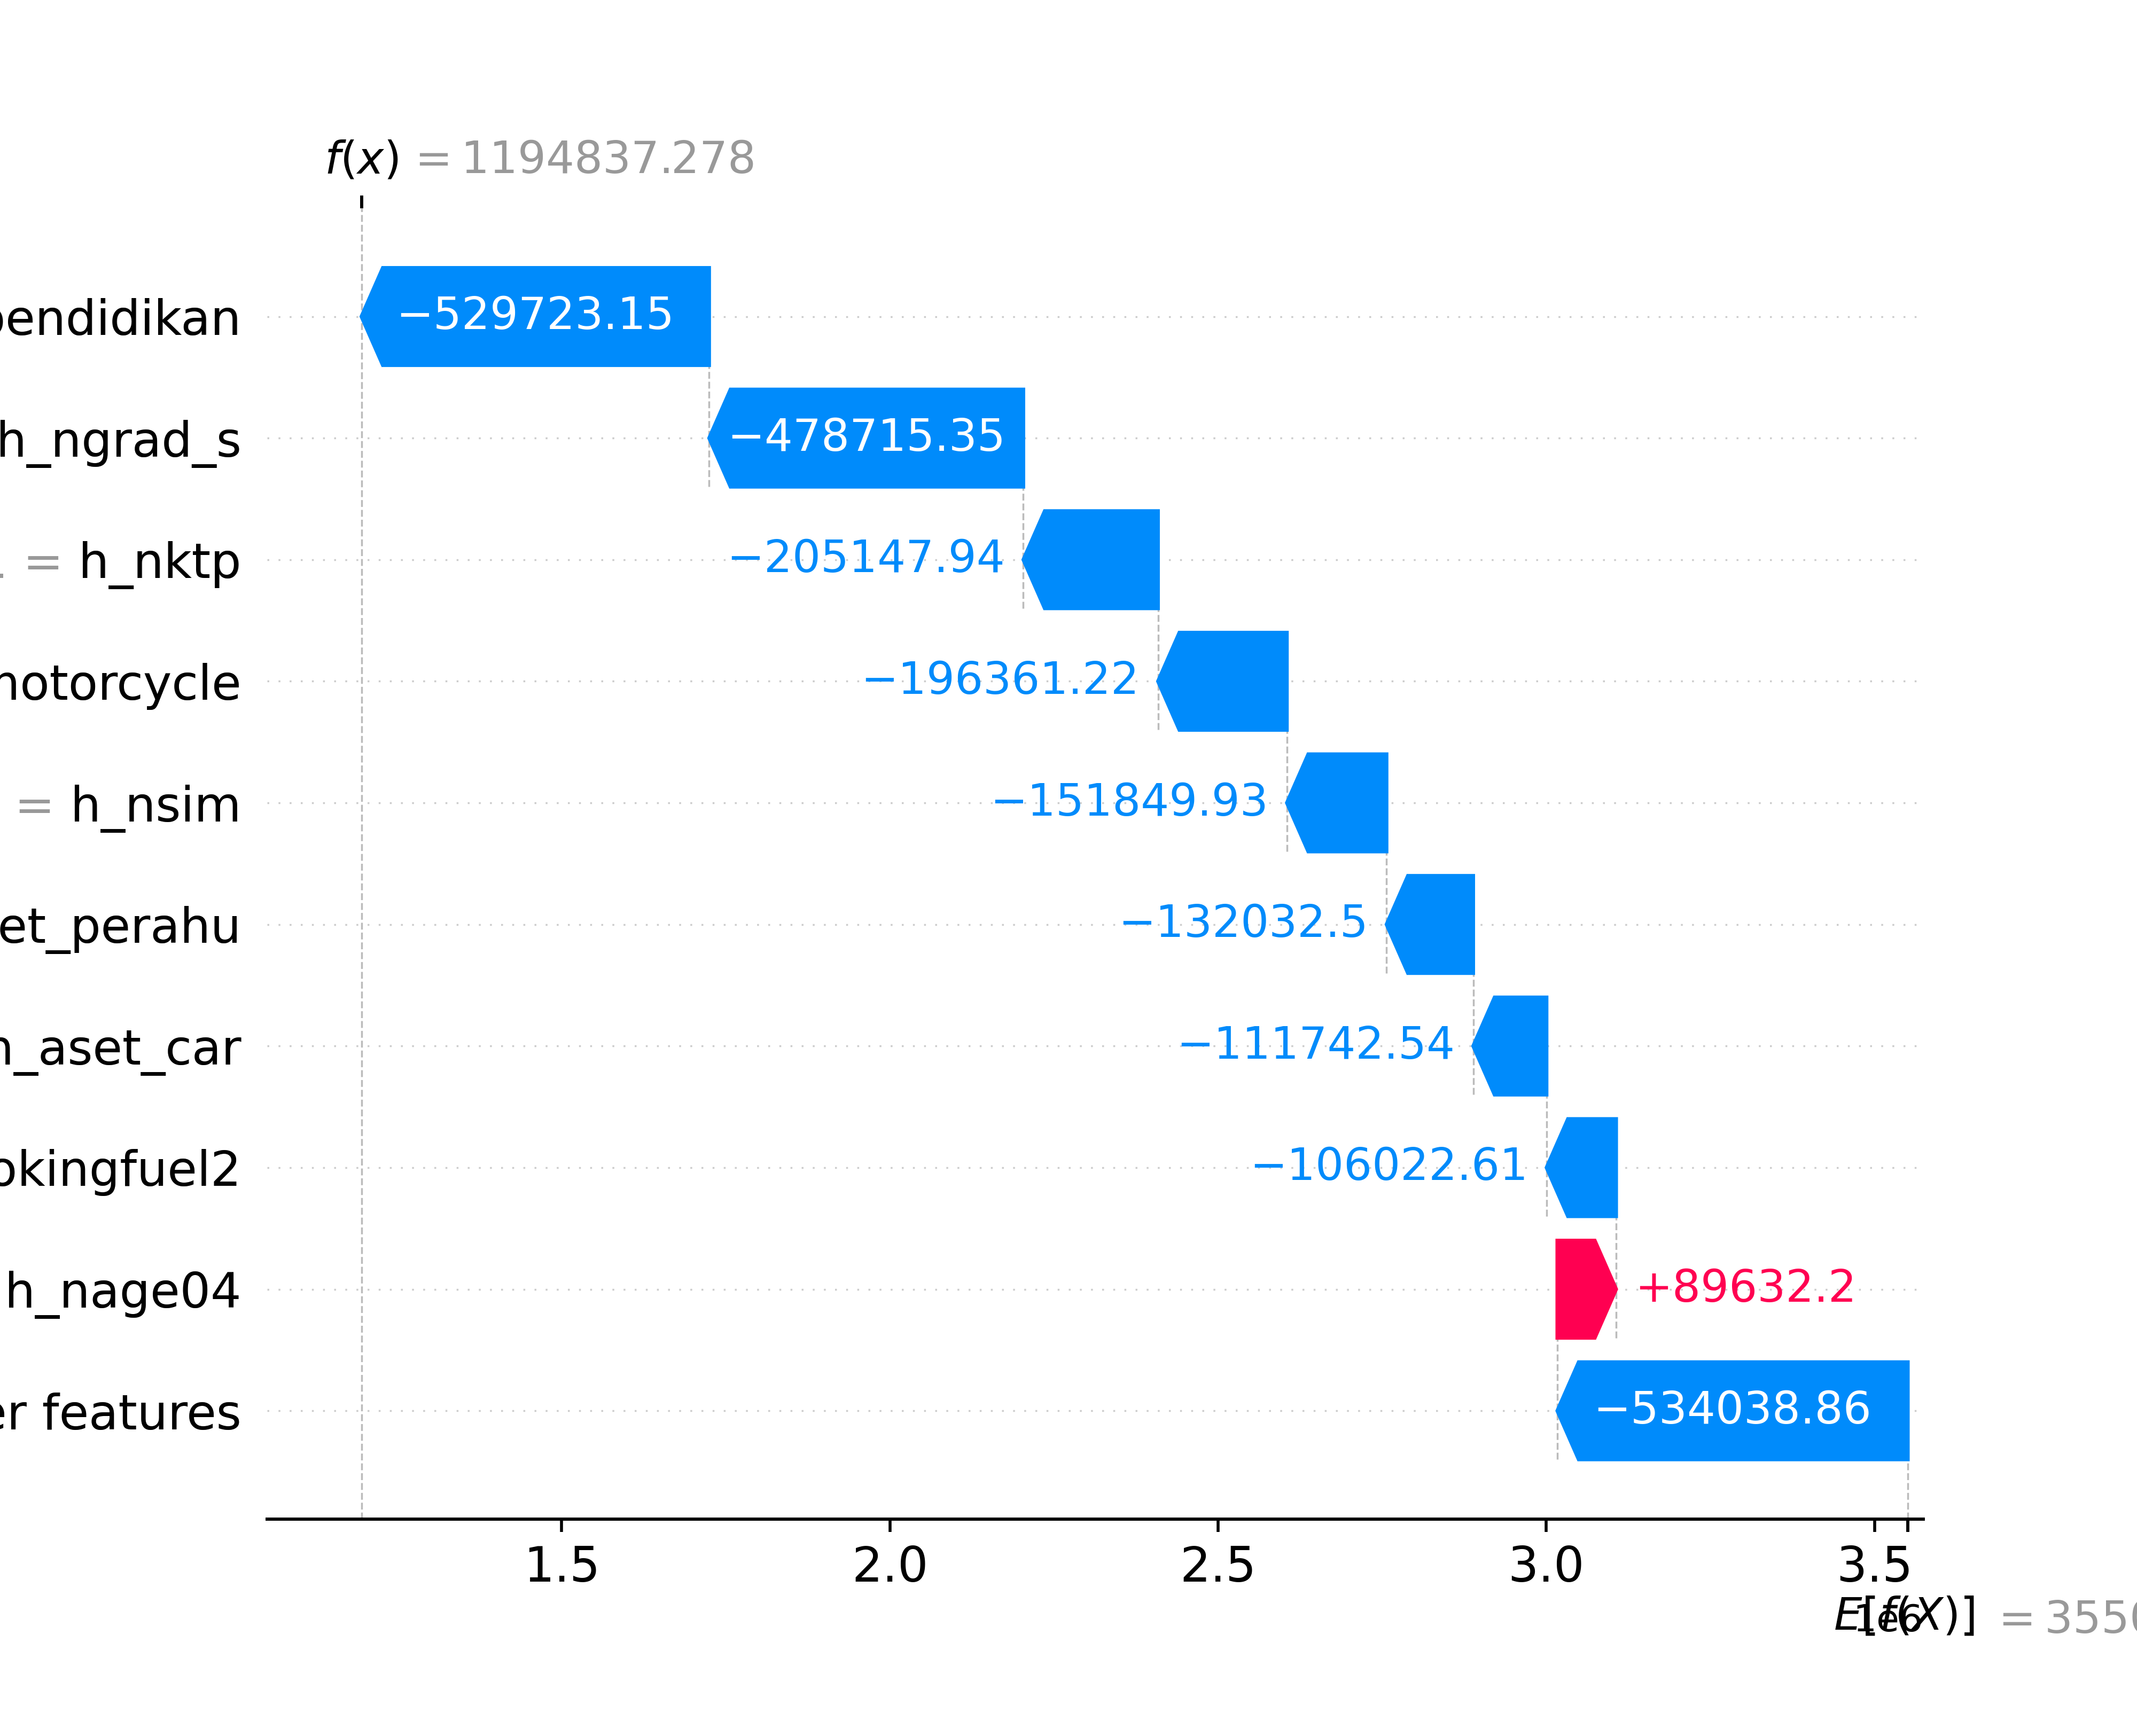 f(x) = 1194837.278
pendidikan −529723.15
h_ngrad_s −478715.35
= h_nktp −205147.94
motorcycle −196361.22
= h_nsim −151849.93
et_perahu −132032.5
h_aset_car −111742.54
okingfuel2 −106022.61
h_nage04 +89632.2
er features −534038.86
1.5 2.0 2.5 3.0 3.5
1e6
E[f(X)] = 3550